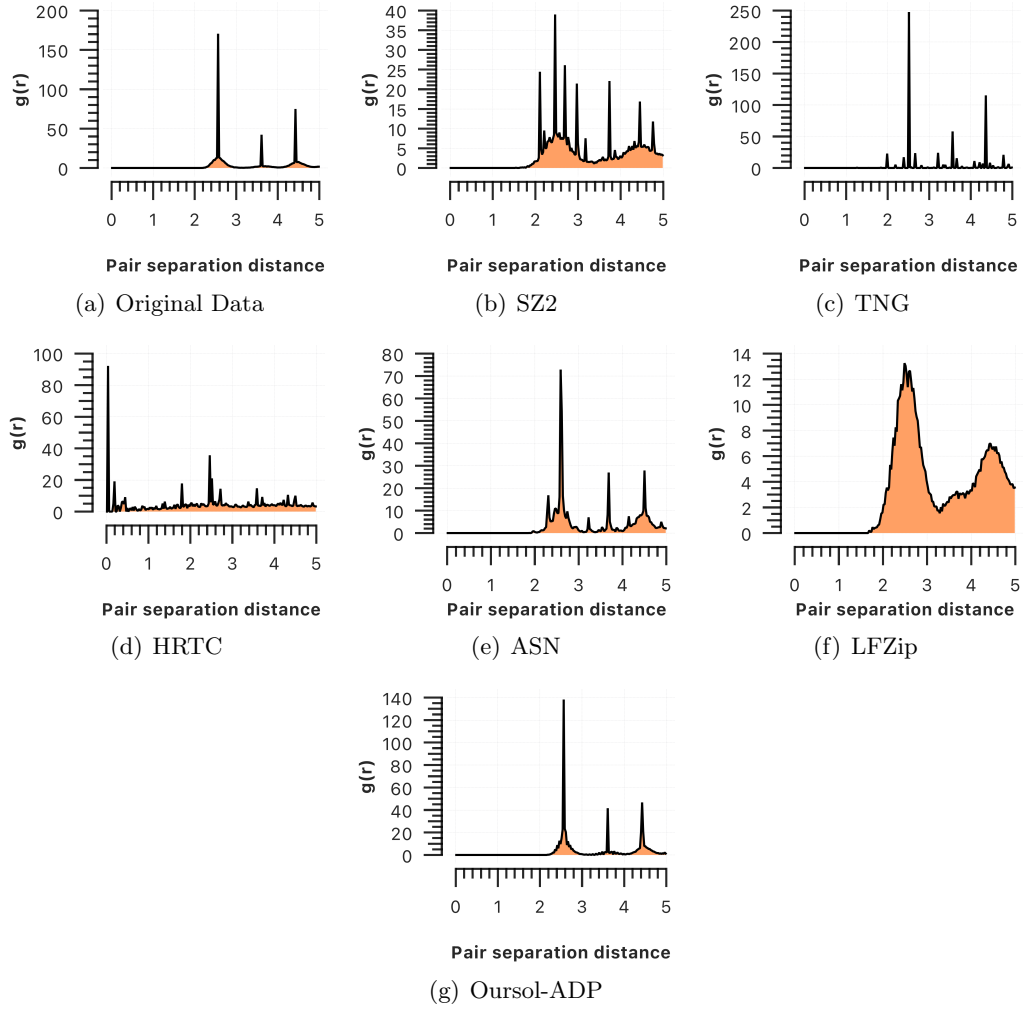 200
150
100
50
0
g(r)
0 1 2 3 4 5
Pair separation distance
(a) Original Data
40
35
30
25
20
15
10
5
0
g(r)
0 1 2 3 4 5
Pair separation distance
(b) SZ2
250
200
150
100
50
0
g(r)
0 1 2 3 4 5
Pair separation distance
(c) TNG
100
80
60
40
20
0
g(r)
0 1 2 3 4 5
Pair separation distance
(d) HRTC
80
70
60
50
40
30
20
10
0
g(r)
0 1 2 3 4 5
Pair separation distance
(e) ASN
14
12
10
8
6
4
2
0
g(r)
0 1 2 3 4 5
Pair separation distance
(f) LFZip
140
120
100
80
60
40
20
0
g(r)
0 1 2 3 4 5
Pair separation distance
(g) Oursol-ADP